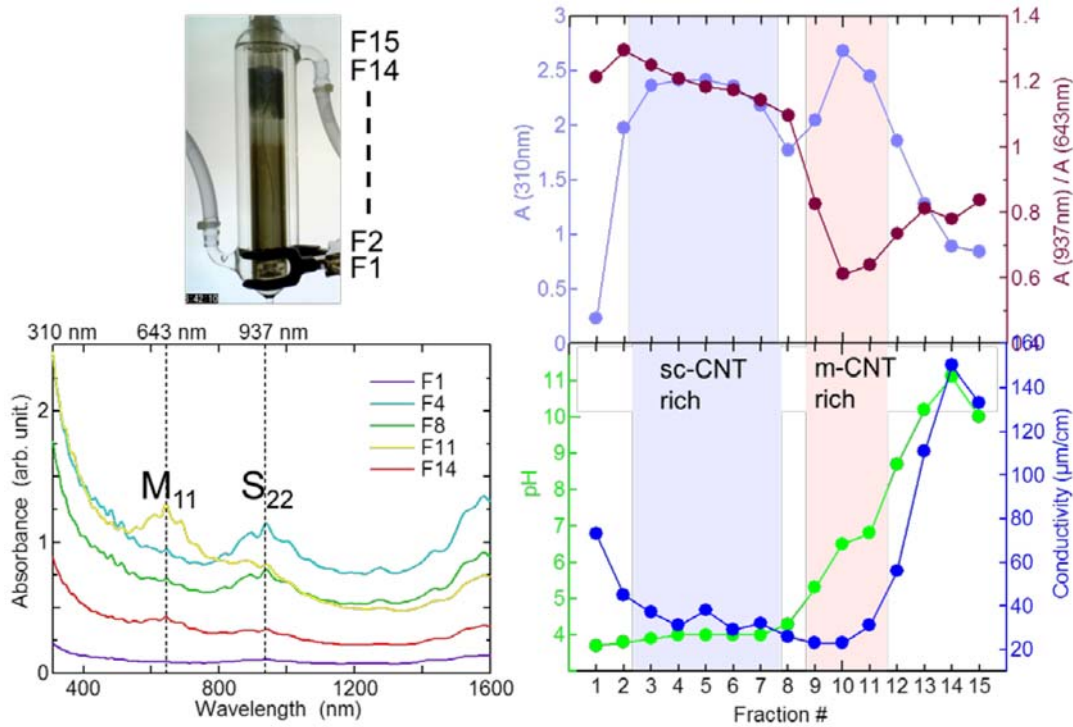 F15
F14
F2
F1
:42:10
310 nm 643 nm 937 nm
2
1
0
Absorbance (arb. unit.)
M11
S22
F1
F4
F8
F11
F14
400 800 1200 1600
Wavelength (nm)
3
2.5
2
1.5
1
0.5
0
A (310nm)
1.4
1.2
1
0.8
0.6
A (937nm) / A (643nm)
11
10
9
8
7
6
5
4
pH
sc-CNT
rich
m-CNT
rich
160
140
120
100
80
60
40
20
Conductivity (μm/cm)
1 2 3 4 5 6 7 8 9 10 11 12 13 14 15
Fraction #